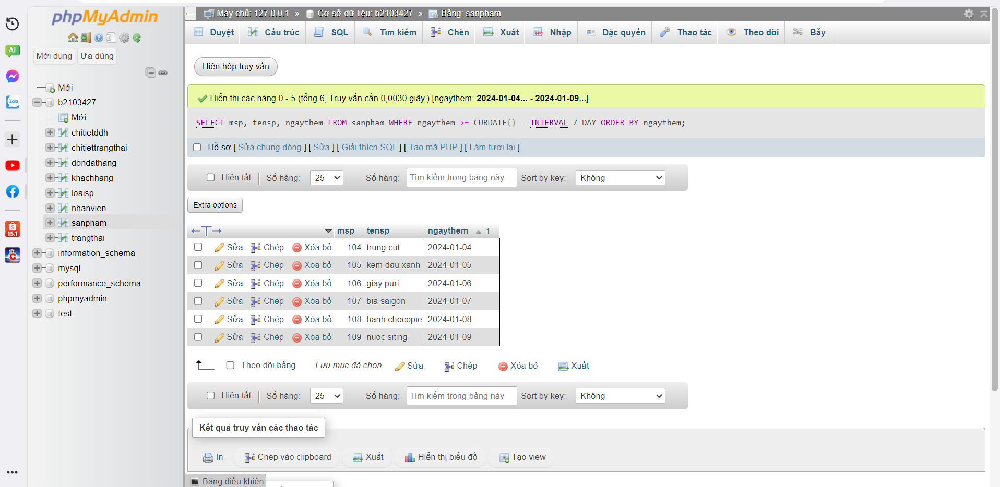 phpMyAdmin
Mới dùng Ưa dùng
Mới
b2103427
Mới
chitietddh
chitiettrangthai
dondathang
khachhang
loaisp
nhanvien
sanpham
trangthai
information_schema
mysql
performance_schema
phpmyadmin
test
AI
Zalo
15.1
Máy chủ: 127.0.0.1 » Cơ sở dữ liệu: b2103427 » Bảng: sanpham
Duyệt Cấu trúc SQL Tìm kiếm Chèn Xuất Nhập Đặc quyền Thao tác Theo dõi Bẫy
Hiện hộp truy vấn
Hiển thị các hàng 0 - 5 (tổng 6, Truy vấn cần 0,0030 giây.) [ngaythem: 2024-01-04... - 2024-01-09...]
SELECT msp, tensp, ngaythem FROM sanpham WHERE ngaythem >= CURDATE() - INTERVAL 7 DAY ORDER BY ngaythem;
Hồ sơ [ Sửa chung dòng ] [ Sửa ] [ Giải thích SQL ] [ Tạo mã PHP ] [ Làm tươi lại ]
Hiện tất | Số hàng: 25 Số hàng: Tìm kiếm trong bảng này Sort by key: Không
Extra options
←T→ msp tensp ngaythem 1
Sửa Chép Xóa bỏ 104 trung cut 2024-01-04
Sửa Chép Xóa bỏ 105 kem dau xanh 2024-01-05
Sửa Chép Xóa bỏ 106 giay puri 2024-01-06
Sửa Chép Xóa bỏ 107 bia saigon 2024-01-07
Sửa Chép Xóa bỏ 108 banh chocopie 2024-01-08
Sửa Chép Xóa bỏ 109 nuoc siting 2024-01-09
Theo dõi bảng Lưu mục đã chọn Sửa Chép Xóa bỏ Xuất
Hiện tất | Số hàng: 25 Số hàng: Tìm kiếm trong bảng này Sort by key: Không
Kết quả truy vấn các thao tác
In Chép vào clipboard Xuất Hiển thị biểu đồ Tạo view
Bảng điều khiển